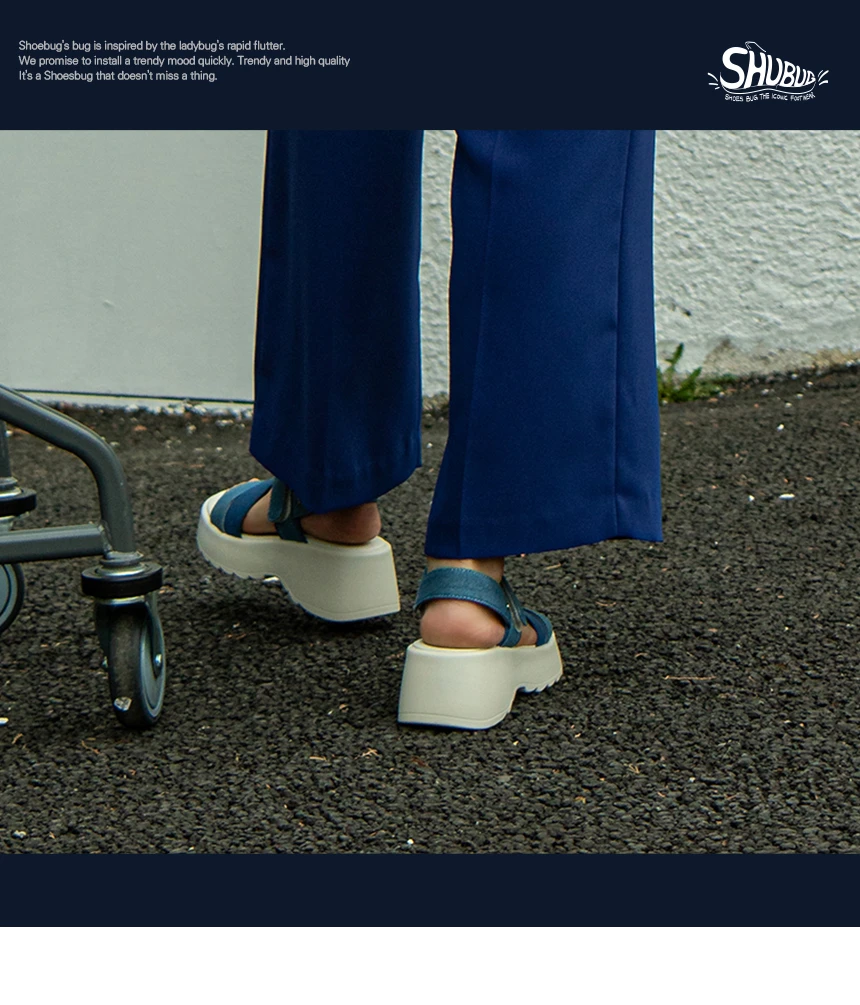 Shoebug's bug is inspired by the ladybug's rapid flutter.
We promise to install a trendy mood quickly. Trendy and high quality
It's a Shoesbug that doesn't miss a thing.
SHUBUG
SHOES BUG THE ICONIC FOOTWEAR